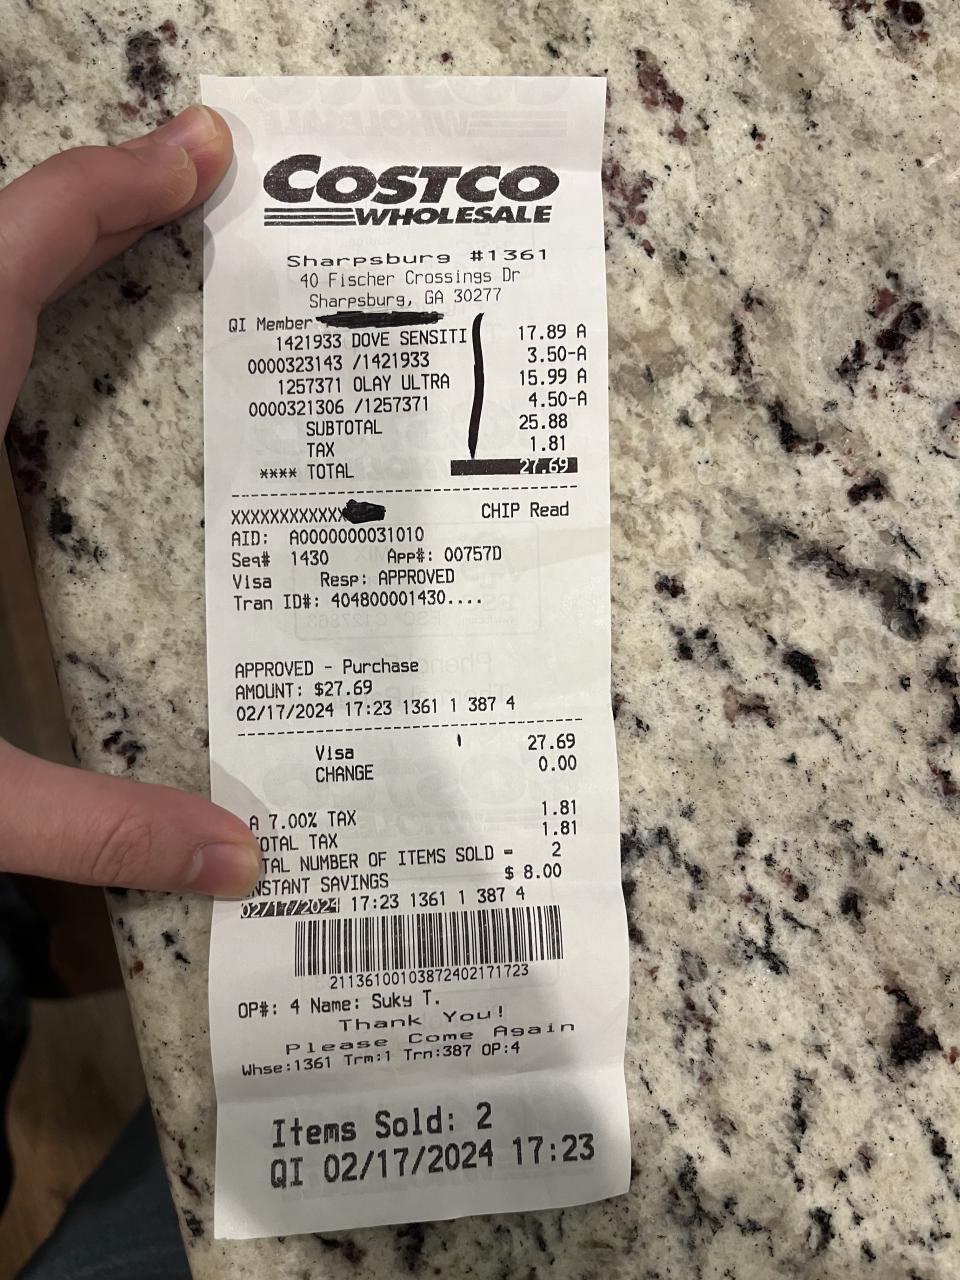 COSTCO
WHOLESALE
Sharpsburg #1361
40 Fischer Crossings Dr
Sharpsburg, GA 30277
QI Member
1421933 DOVE SENSITI 17.89 A
0000323143 /1421933 3.50-A
1257371 OLAY ULTRA 15.99 A
0000321306 /1257371 4.50-A
SUBTOTAL 25.88
TAX 1.81
**** TOTAL 27.69
XXXXXXXXXXXX CHIP Read
AID: A0000000031010
Seq# 1430 App#: 00757D
Visa Resp: APPROVED
Tran ID#: 404800001430....
APPROVED - Purchase
AMOUNT: $27.69
02/17/2024 17:23 1361 1 387 4
Visa 27.69
CHANGE 0.00
A 7.00% TAX 1.81
OTAL TAX 1.81
TAL NUMBER OF ITEMS SOLD = 2
NSTANT SAVINGS $ 8.00
02/17/2024 17:23 1361 1 387 4
21136100103872402171723
OP#: 4 Name: Suky T.
Thank You!
Please Come Again
Whse:1361 Trm:1 Trn:387 OP:4
Items Sold: 2
QI 02/17/2024 17:23